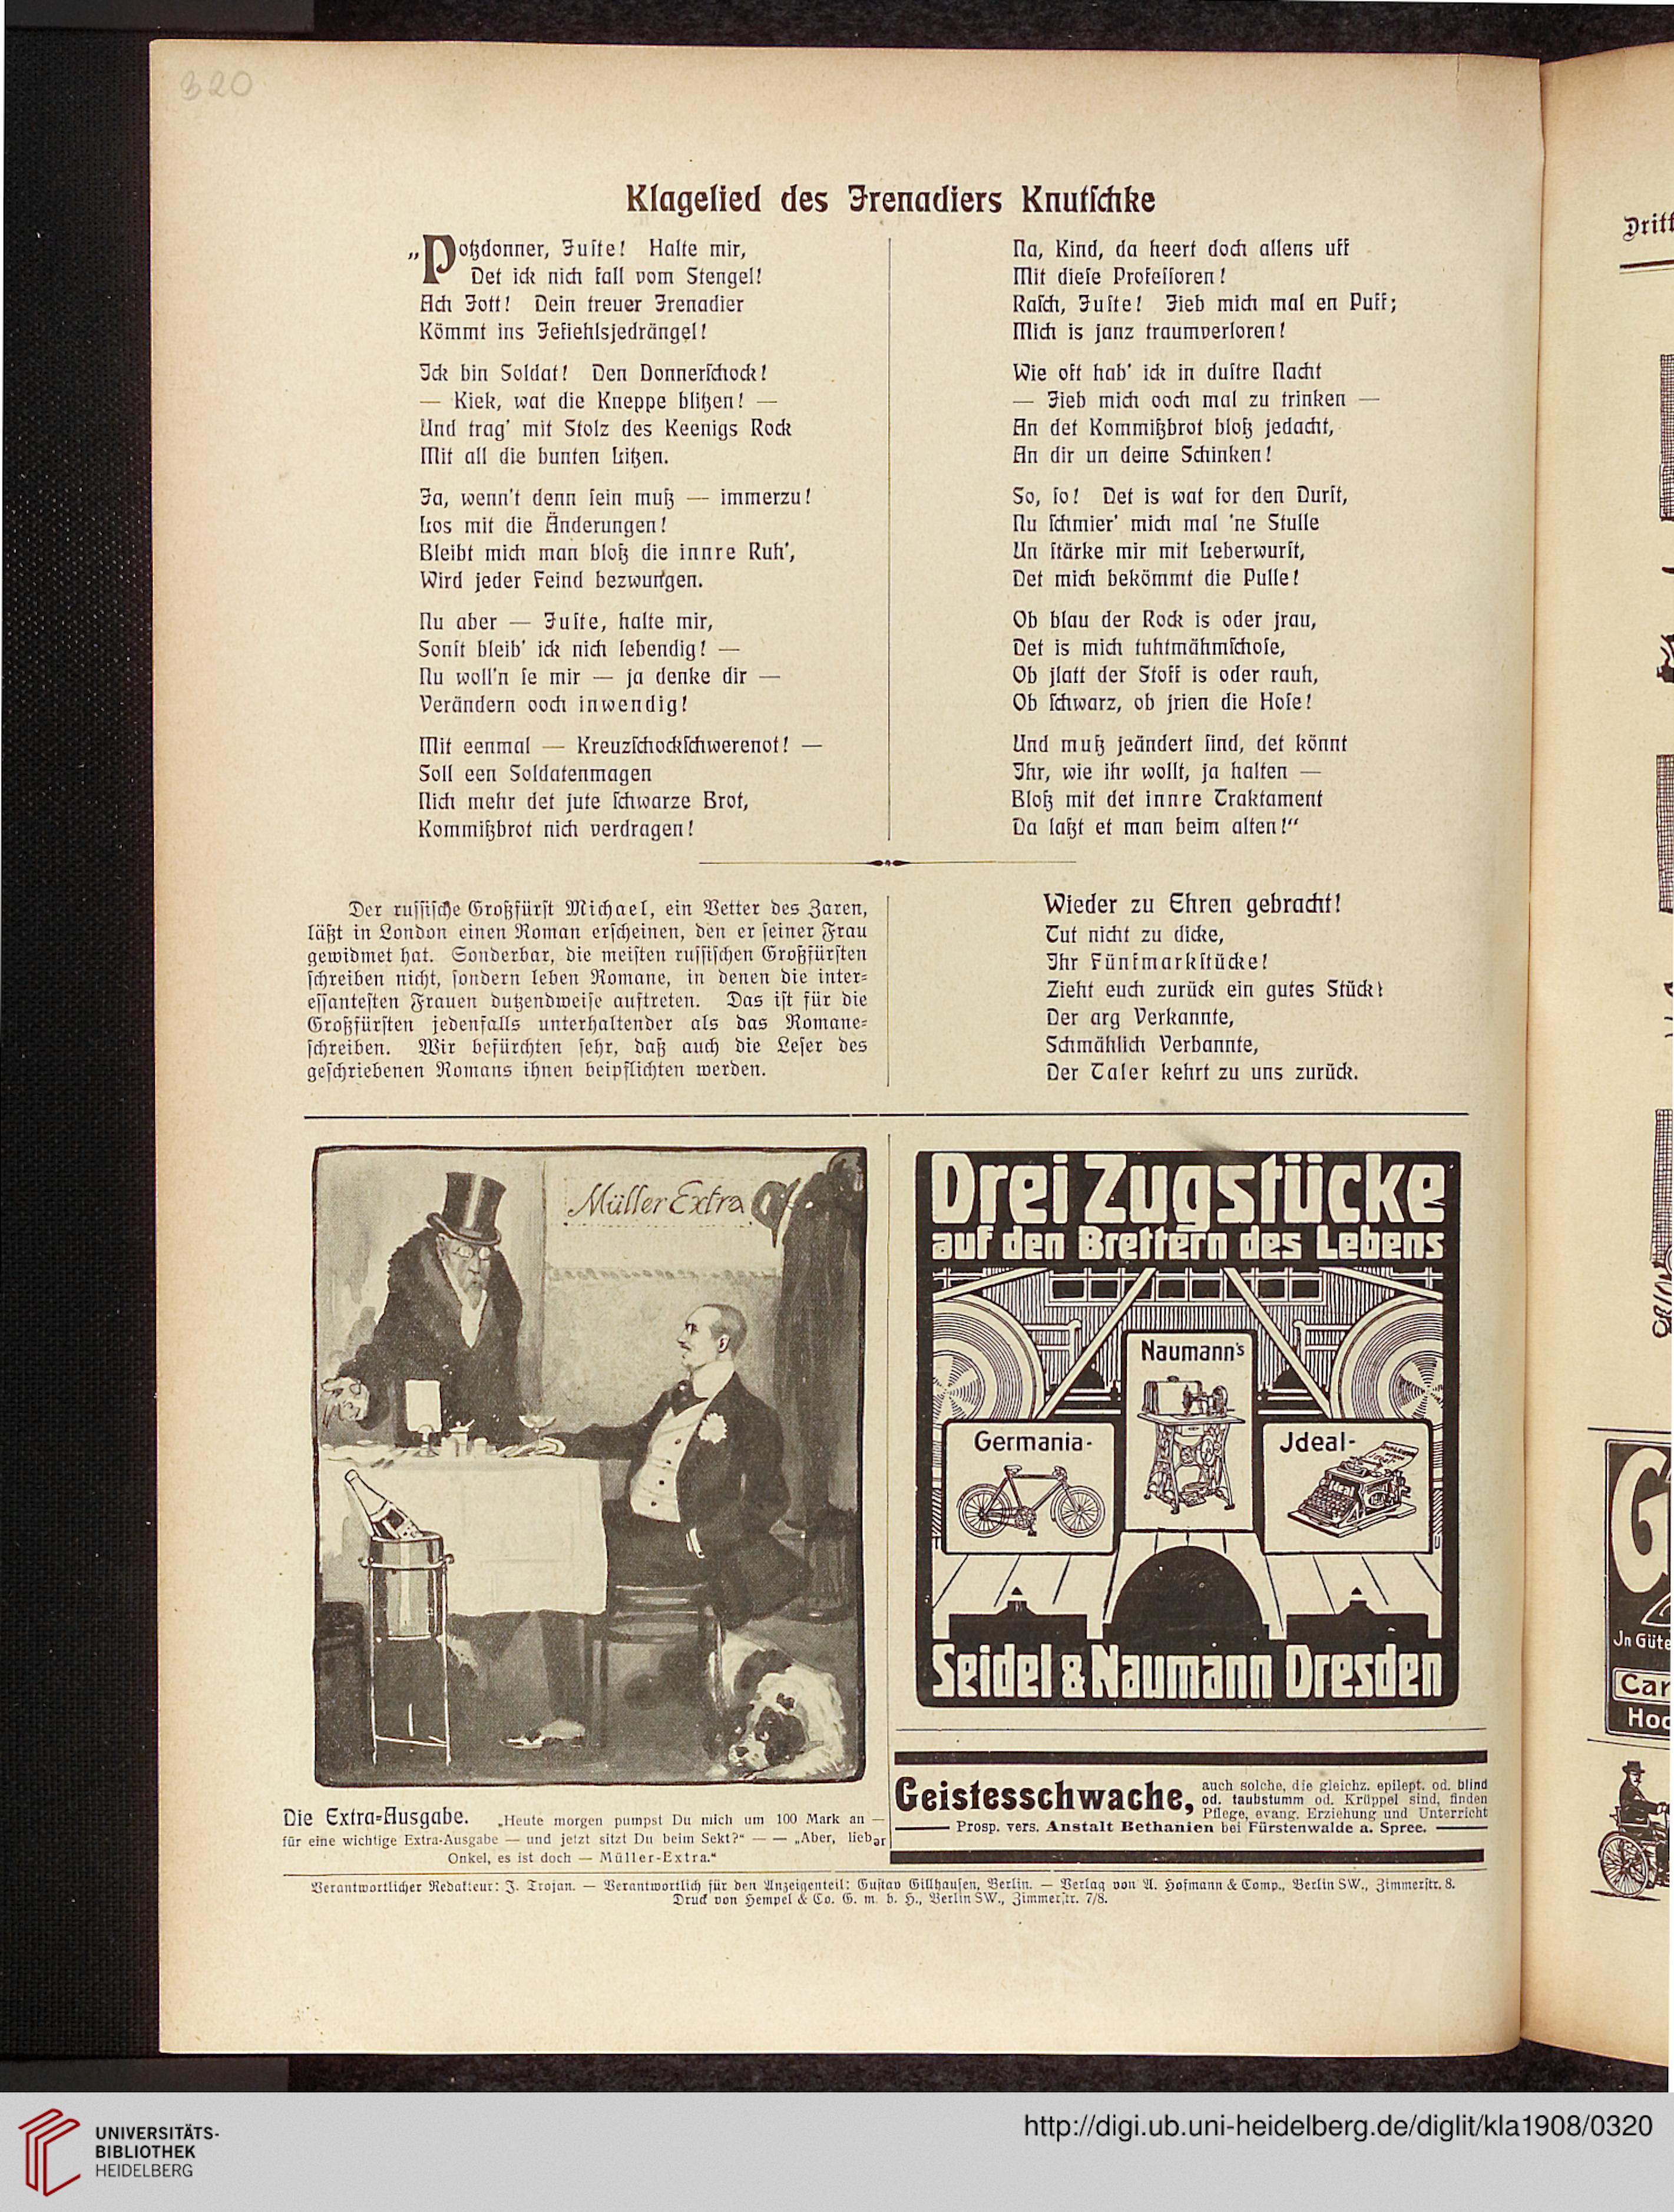 320
Klagelied des Jrenadiers Knutschke
„Potzdonner, Juste! Halte mir,
Det ick nich fall vom Stengel!
Ach Jott! Dein treuer Jrenadier
Kömmt ins Jefiehlsjedrängel!
Ick bin Soldat! Den Donnerschock!
— Kiek, wat die Kneppe blitzen! —
Und trag' mit Stolz des Keenigs Rock
Mit all die bunten Litzen.
Ja, wenn't denn sein muß — immerzu!
Los mit die Änderungen!
Bleibt mich man bloß die innre Ruh',
Wird jeder Feind bezwungen.
Nu aber — Juste, halte mir,
Sonst bleib' ick nich lebendig! —
Nu woll'n se mir — ja denke dir —
Verändern ooch inwendig!
Mit eenmal — Kreuzschockschwerenot! —
Soll een Soldatenmagen
Nich mehr det jute schwarze Brot,
Kommißbrot nich verdragen!
Na, Kind, da heert doch allens uff
Mit diese Professoren!
Rasch, Juste! Jieb mich mal en Puff;
Mich is janz traumverloren!
Wie oft hab' ick in dustre Nacht
— Jieb mich ooch mal zu trinken —
An det Kommißbrot bloß jedacht,
An dir un deine Schinken!
So, so! Det is wat for den Durst,
Nu schmier' mich mal 'ne Stulle
Un stärke mir mit Leberwurst,
Det mich bekömmt die Pulle!
Ob blau der Rock is oder jrau,
Det is mich tuhtmähmschose,
Ob jlatt der Stoff is oder rauh,
Ob schwarz, ob jrien die Hose!
Und muß jeändert sind, det könnt
Ihr, wie ihr wollt, ja halten —
Bloß mit det innre Traktament
Da laßt et man beim alten!“
Der russische Großfürst Michael, ein Vetter des Zaren,
läßt in London einen Roman erscheinen, den er seiner Frau
gewidmet hat. Sonderbar, die meisten russischen Großfürsten
schreiben nicht, sondern leben Romane, in denen die inter-
essantesten Frauen dutzendweise auftreten. Das ist für die
Großfürsten jedenfalls unterhaltender als das Romane-
schreiben. Wir befürchten sehr, daß auch die Leser des
geschriebenen Romans ihnen beipflichten werden.
Wieder zu Ehren gebracht!
Tut nicht zu dicke,
Ihr Fünfmarkstücke!
Zieht euch zurück ein gutes Stück!
Der arg Verkannte,
Schmählich Verbannte,
Der Taler kehrt zu uns zurück.
Müller Extra
Die Extra-Ausgabe. „Heute morgen pumpst Du mich um 100 Mark an —
für eine wichtige Extra-Ausgabe — und jetzt sitzt Du beim Sekt?“ — — „Aber, lieber
Onkel, es ist doch — Müller-Extra.“
Drei Zugstücke
auf den Brettern des Lebens
Naumann's
Germania-
Jdeal-
Jdeal
Seidel & Naumann Dresden
Geistesschwache, auch solche, die gleichz. epilept. od. blind
od. taubstumm od. Krüppel sind, finden
Pflege, evang. Erziehung und Unterricht
Prosp. vers. Anstalt Bethanien bei Fürstenwalde a. Spree.
Verantwortlicher Redakteur: J. Trojan. — Verantwortlich für den Anzeigenteil: Gustav Gillhausen, Berlin. — Verlag von A. Hofmann & Comp., Berlin SW., Zimmerstr. 8.
Druck von Hempel & Co. G. m. b. H., Berlin SW., Zimmerstr. 7/8.
Dritt
G
Jn Güte
Car
Hoc
UNIVERSITÄTS-
BIBLIOTHEK
HEIDELBERG
http://digi.ub.uni-heidelberg.de/diglit/kla1908/0320